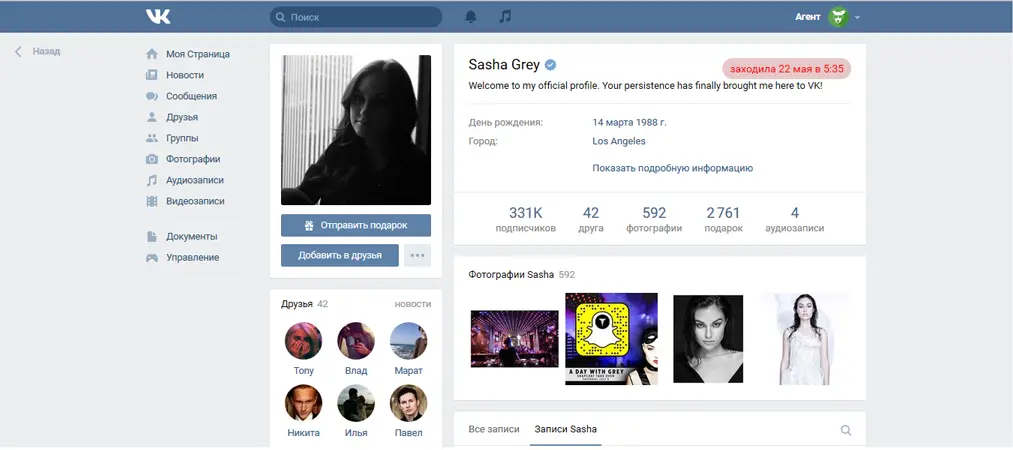 Поиск
Агент
Назад
Моя Страница
Новости
Сообщения
Друзья
Группы
Фотографии
Аудиозаписи
Видеозаписи
Документы
Управление
Отправить подарок
Добавить в друзья
Друзья 42 новости
Tony Влад Марат
Никита Илья Павел
Sasha Grey
заходила 22 мая в 5:35
Welcome to my official profile. Your persistence has finally brought me here to VK!
День рождения: 14 марта 1988 г.
Город: Los Angeles
Показать подробную информацию
331K 42 592 2 761 4
подписчиков друга фотографии подарок аудиозаписи
Фотографии Sasha 592
A DAY WITH GREY
Все записи Записи Sasha